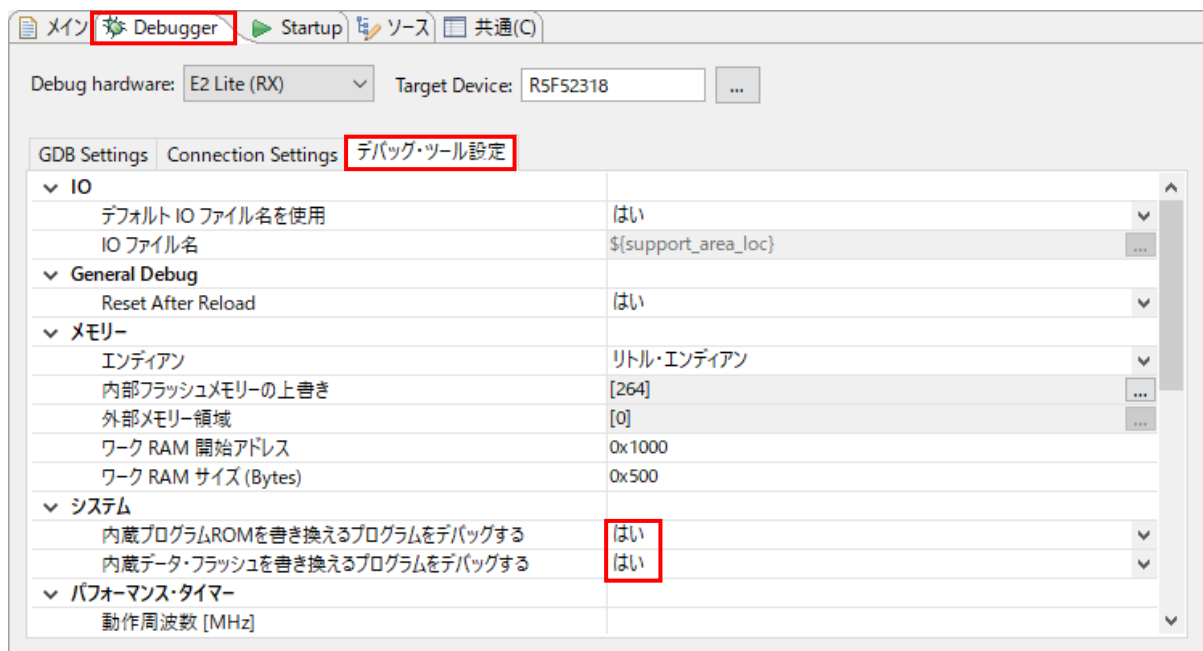 メイン Debugger Startup ソース 共通(C)
Debug hardware: E2 Lite (RX) Target Device: R5F52318 ...
GDB Settings Connection Settings デバッグ・ツール設定
IO
デフォルト IO ファイル名を使用 はい
IO ファイル名 ${support_area_loc} ...
General Debug
Reset After Reload はい
メモリー
エンディアン リトル・エンディアン
内部フラッシュメモリーの上書き [264] ...
外部メモリー領域 [0] ...
ワーク RAM 開始アドレス 0x1000
ワーク RAM サイズ (Bytes) 0x500
システム
内蔵プログラムROMを書き換えるプログラムをデバッグする はい
内蔵データ・フラッシュを書き換えるプログラムをデバッグする はい
パフォーマンス・タイマー
動作周波数 [MHz]